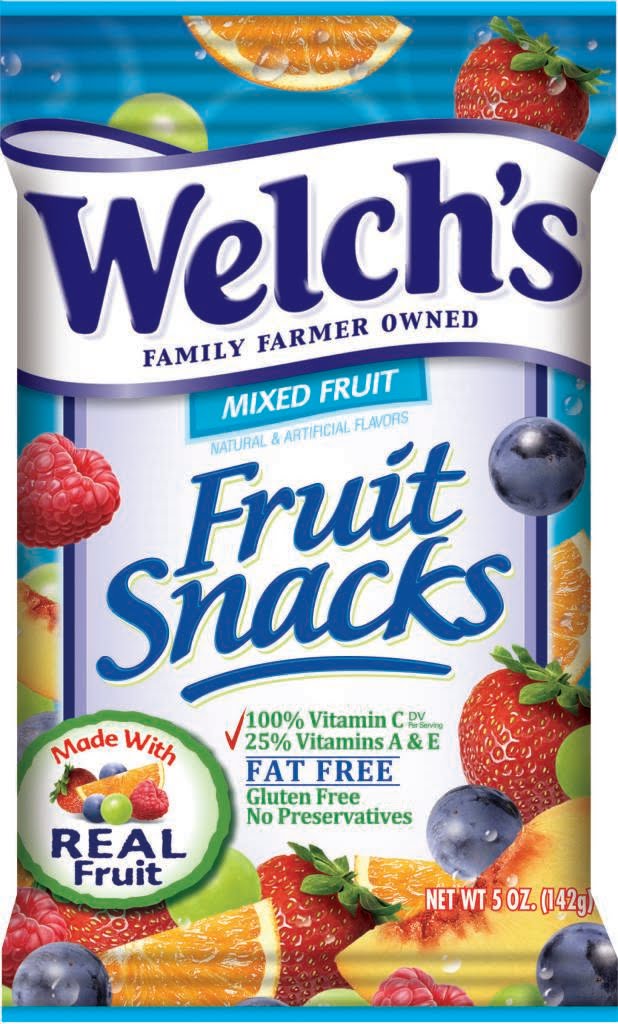 Welch's
FAMILY FARMER OWNED
MIXED FRUIT
NATURAL & ARTIFICIAL FLAVORS
Fruit
Snacks
100% Vitamin C DV Per Serving
25% Vitamins A & E
FAT FREE
Gluten Free
No Preservatives
Made With
REAL
Fruit
NET WT 5 OZ. (142g)